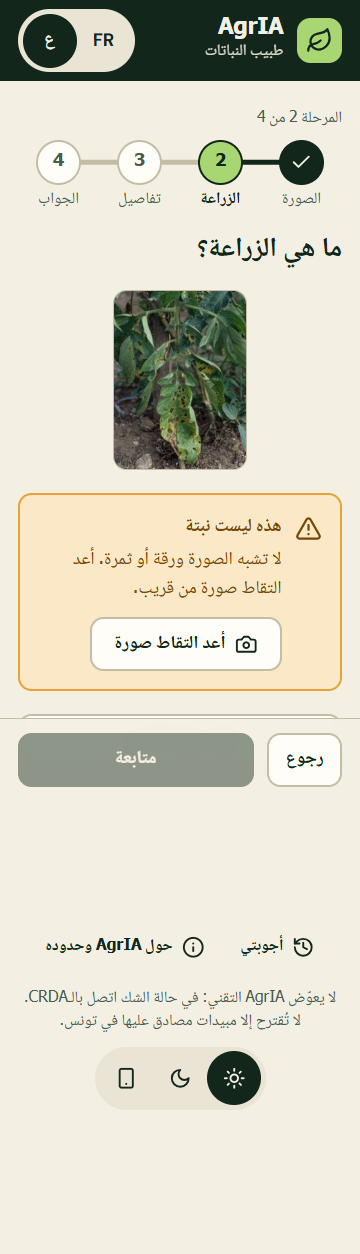 AgrIA
طبيب النباتات
FR
ع
المرحلة 2 من 4
2
3
4
الصورة
الزراعة
تفاصيل
الجواب
ما هي الزراعة؟
هذه ليست نبتة
لا تشبه الصورة ورقة أو ثمرة. أعد
التقاط صورة من قريب.
أعد التقاط صورة
رجوع
متابعة
أجوبتي
حول AgrIA وحدوده
لا يعوّض AgrIA التقني: في حالة الشك اتصل بالـCRDA.
لا تُقترح إلا مبيدات مصادق عليها في تونس.